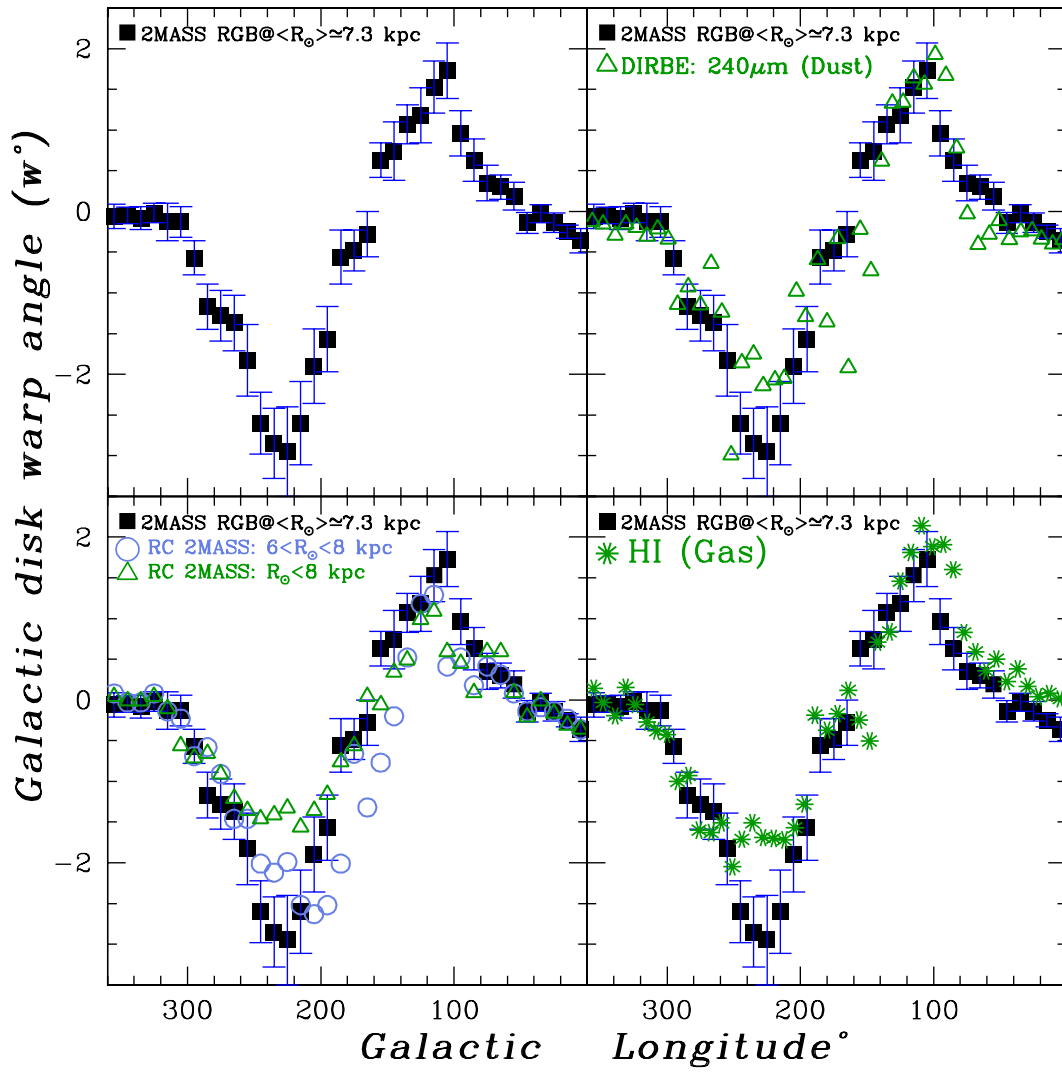 Galactic disk warp angle (w°)
2
0
−2
2MASS RGB@<R⊙>≃7.3 kpc
2MASS RGB@<R⊙>≃7.3 kpc
DIRBE: 240μm (Dust)
2
0
−2
2MASS RGB@<R⊙>≃7.3 kpc
RC 2MASS: 6<R⊙<8 kpc
RC 2MASS: R⊙<8 kpc
2MASS RGB@<R⊙>≃7.3 kpc
HI (Gas)
300 200 100 300 200 100
Galactic Longitude°